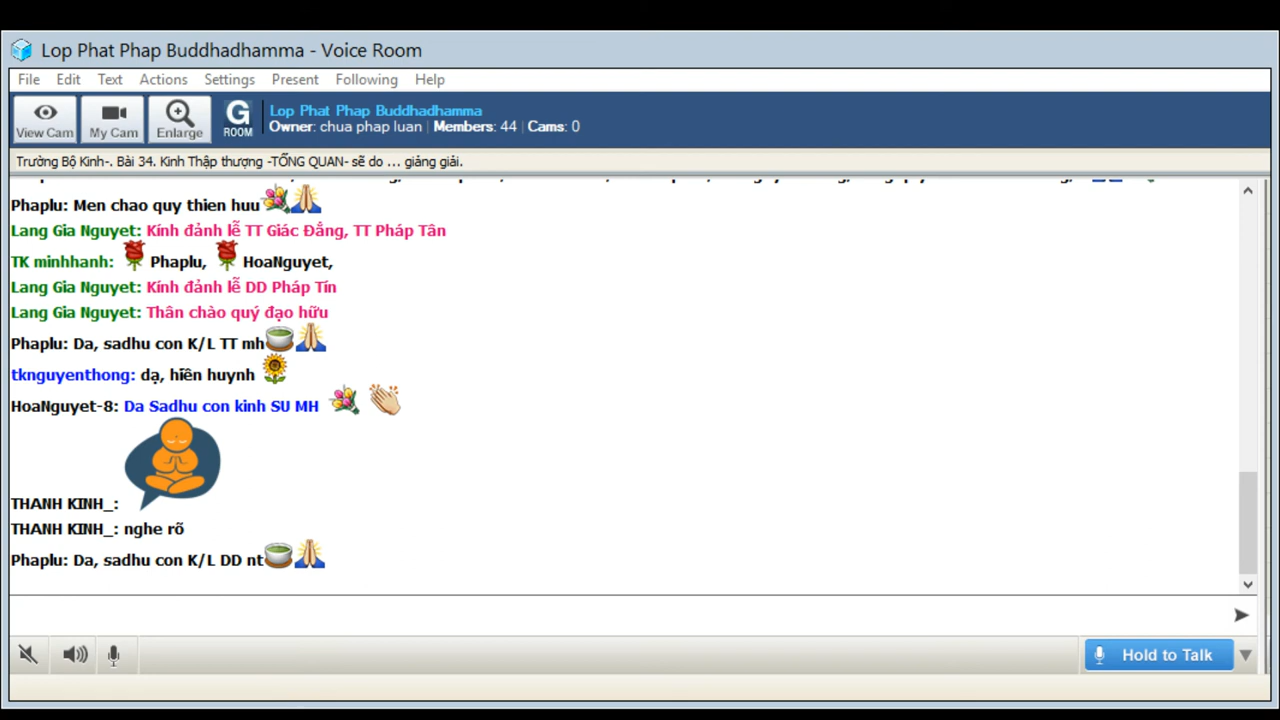 Lop Phat Phap Buddhadhamma - Voice Room
File Edit Text Actions Settings Present Following Help
View Cam My Cam Enlarge G ROOM
Lop Phat Phap Buddhadhamma
Owner: chua phap luan | Members: 44 | Cams: 0
Trường Bộ Kinh-. Bài 34. Kinh Thập thượng -TỔNG QUAN- sẽ do ... giảng giải.
Phaplu: Men chao quy thien huu
Lang Gia Nguyet: Kính đảnh lễ TT Giác Đẳng, TT Pháp Tân
TK minhhanh: Phaplu, HoaNguyet,
Lang Gia Nguyet: Kính đảnh lễ DD Pháp Tín
Lang Gia Nguyet: Thân chào quý đạo hữu
Phaplu: Da, sadhu con K/L TT mh
tknguyenthong: dạ, hiền huynh
HoaNguyet-8: Da Sadhu con kinh SU MH
THANH KINH_:
THANH KINH_: nghe rõ
Phaplu: Da, sadhu con K/L DD nt
Hold to Talk